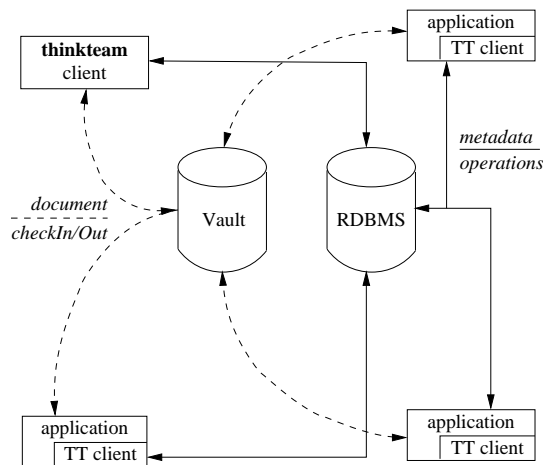 application
TT client
thinkteam
client
metadata
operations
document
checkIn/Out
Vault
RDBMS
application
TT client
application
TT client